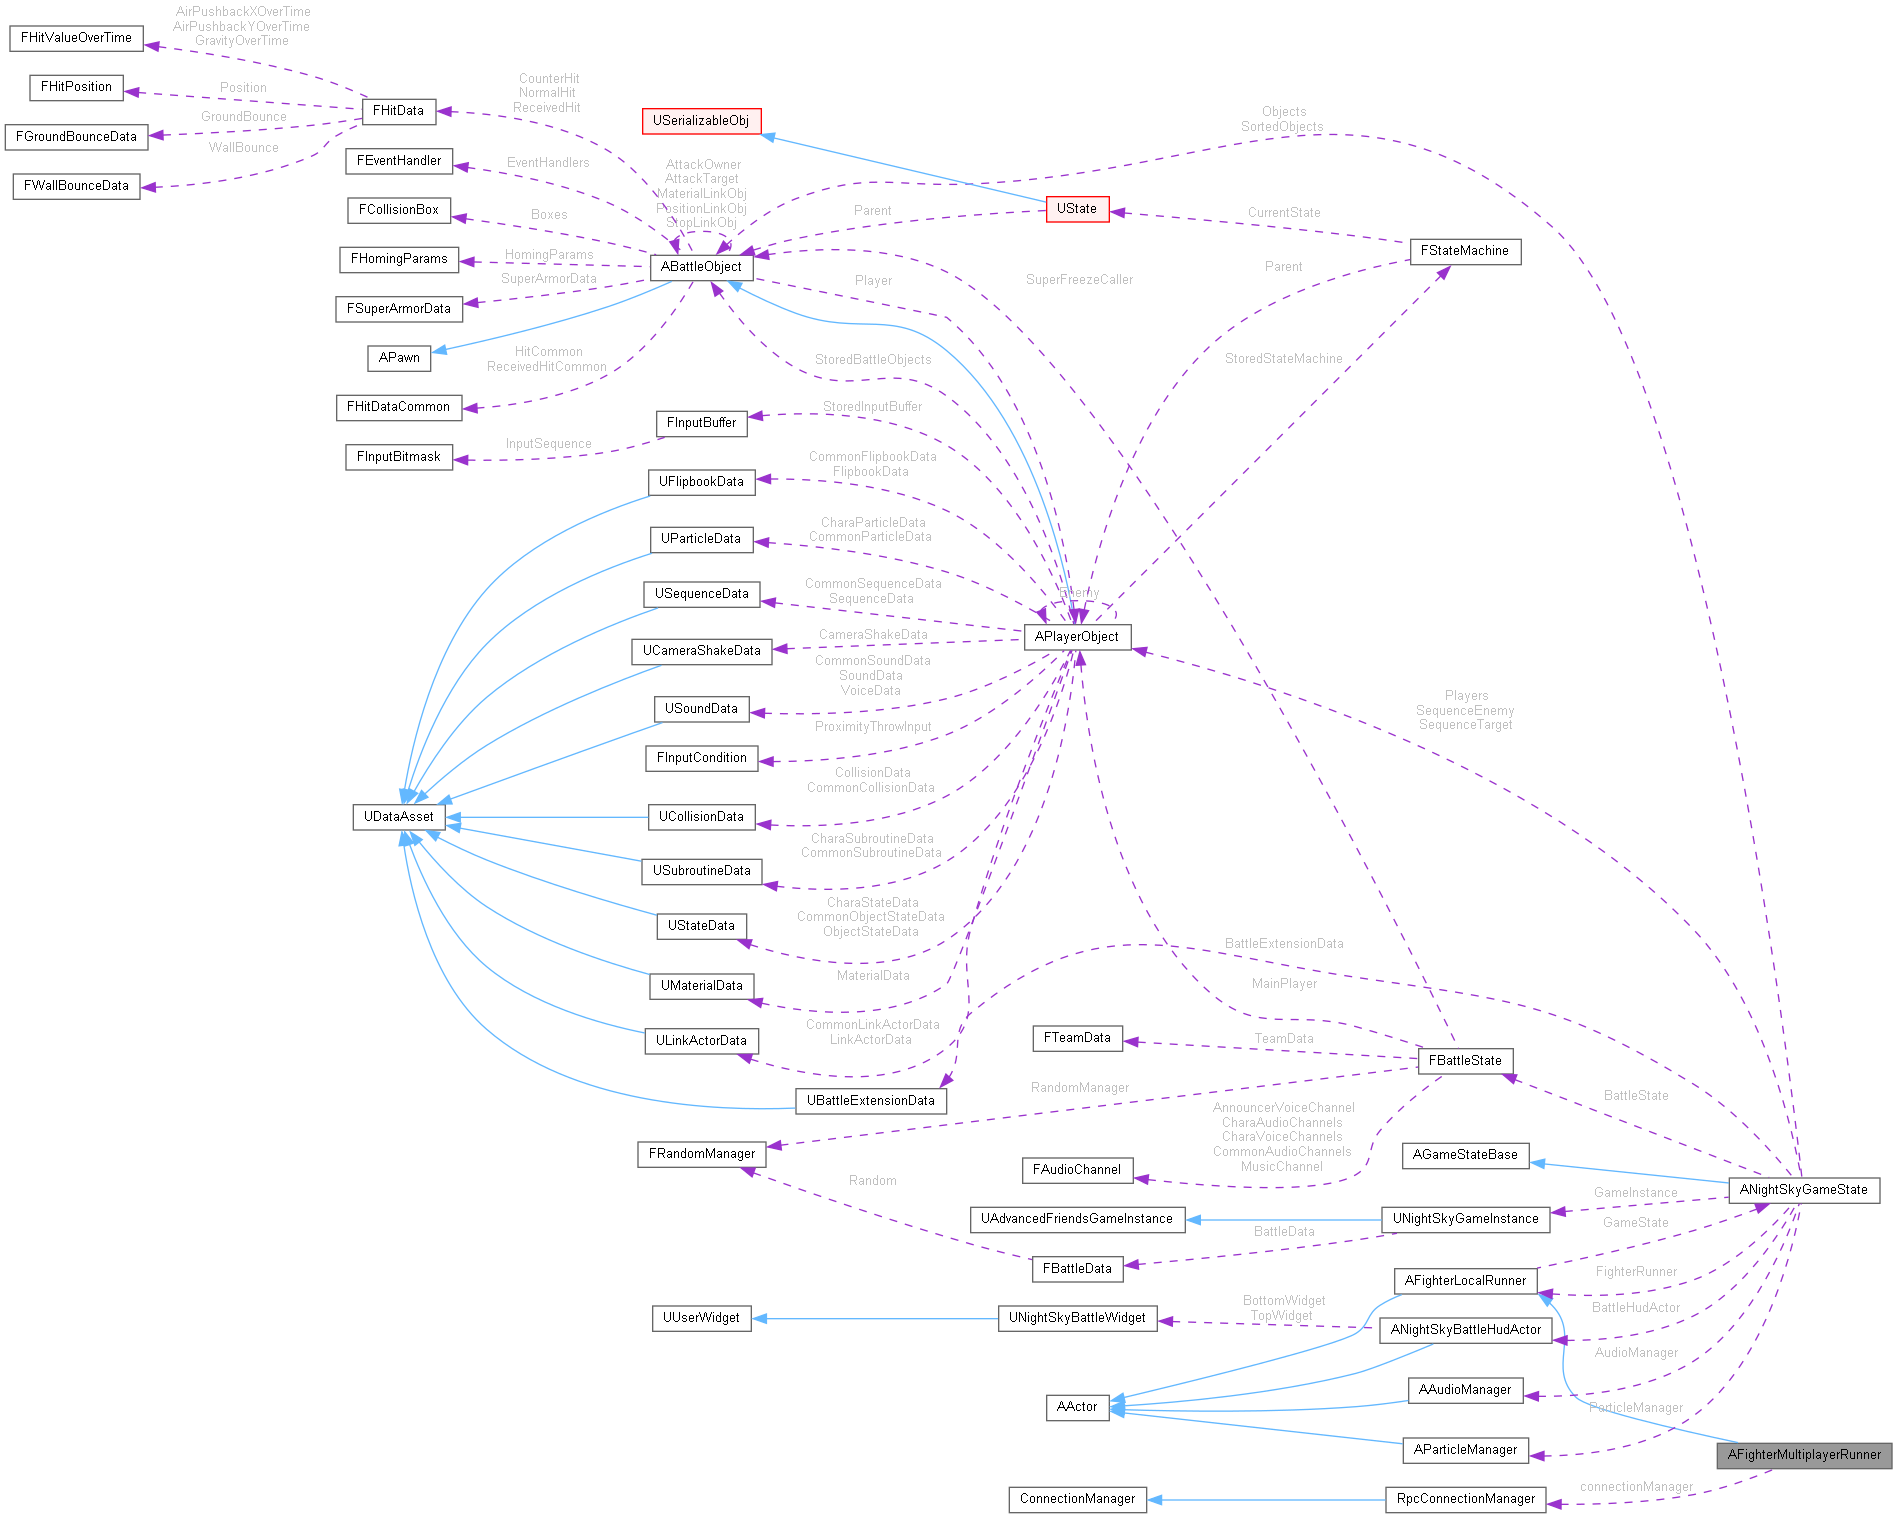 AirPushbackXOverTime
AirPushbackYOverTime
GravityOverTime
FHitValueOverTime
FHitPosition
Position
FHitData
GroundBounce
FGroundBounceData
WallBounce
FWallBounceData
CounterHit
NormalHit
ReceivedHit
FEventHandler
EventHandlers
FCollisionBox
Boxes
FHomingParams
HomingParams
SuperArmorData
FSuperArmorData
APawn
HitCommon
ReceivedHitCommon
FHitDataCommon
FInputBitmask
InputSequence
USerializableObj
AttackOwner
AttackTarget
MaterialLinkObj
PositionLinkObj
StopLinkObj
ABattleObject
Parent
UState
CurrentState
Objects
SortedObjects
FStateMachine
Player
SuperFreezeCaller
Parent
StoredBattleObjects
StoredStateMachine
StoredInputBuffer
FInputBuffer
CommonFlipbookData
FlipbookData
UFlipbookData
CharaParticleData
CommonParticleData
UParticleData
CommonSequenceData
SequenceData
USequenceData
Enemy
APlayerObject
CameraShakeData
UCameraShakeData
CommonSoundData
SoundData
VoiceData
USoundData
ProximityThrowInput
FInputCondition
CollisionData
CommonCollisionData
UCollisionData
UDataAsset
CharaSubroutineData
CommonSubroutineData
USubroutineData
CharaStateData
CommonObjectStateData
ObjectStateData
UStateData
MaterialData
UMaterialData
CommonLinkActorData
LinkActorData
ULinkActorData
UBattleExtensionData
Players
SequenceEnemy
SequenceTarget
BattleExtensionData
MainPlayer
FTeamData
TeamData
FBattleState
RandomManager
FRandomManager
BattleState
AnnouncerVoiceChannel
CharaAudioChannels
CharaVoiceChannels
CommonAudioChannels
MusicChannel
FAudioChannel
AGameStateBase
ANightSkyGameState
Random
UAdvancedFriendsGameInstance
UNightSkyGameInstance
GameInstance
GameState
BattleData
FBattleData
AFighterLocalRunner
FighterRunner
UUserWidget
UNightSkyBattleWidget
BottomWidget
TopWidget
ANightSkyBattleHudActor
BattleHudActor
AudioManager
AAudioManager
AActor
ParticleManager
AParticleManager
AFighterMultiplayerRunner
connectionManager
ConnectionManager
RpcConnectionManager